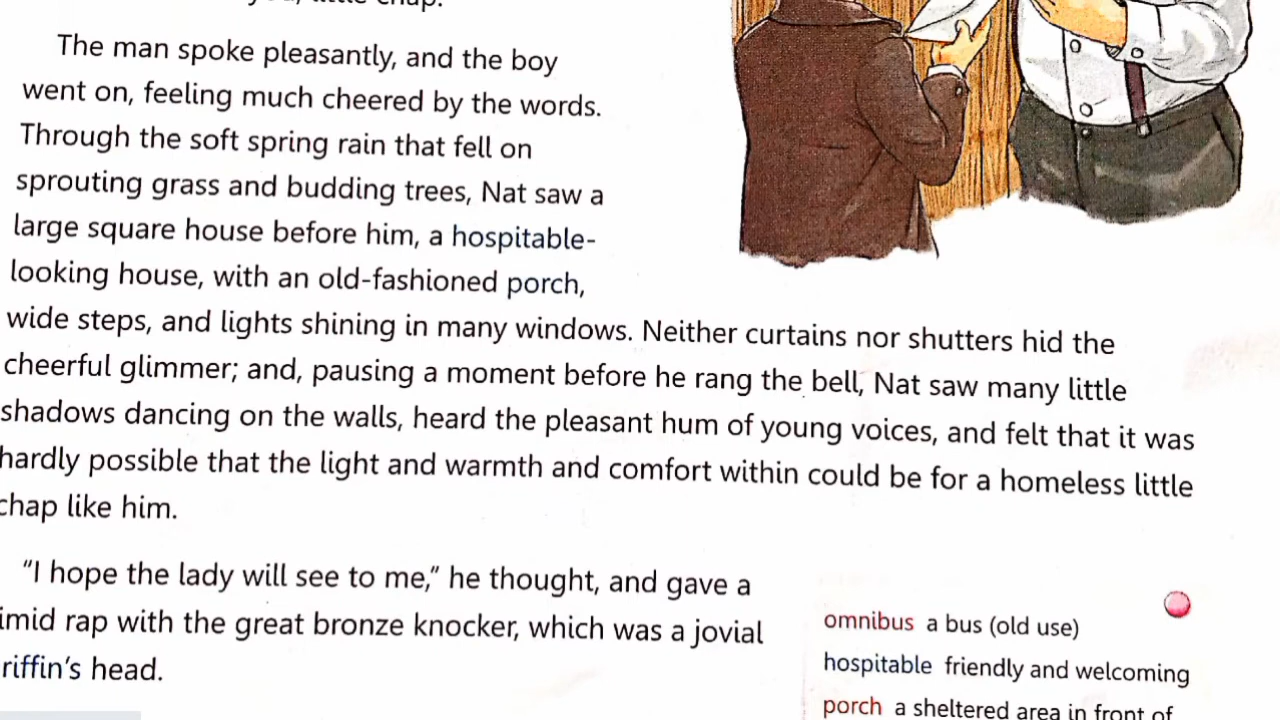 little chap.
The man spoke pleasantly, and the boy
went on, feeling much cheered by the words.
Through the soft spring rain that fell on
sprouting grass and budding trees, Nat saw a
large square house before him, a hospitable-
looking house, with an old-fashioned porch,
wide steps, and lights shining in many windows. Neither curtains nor shutters hid the
cheerful glimmer; and, pausing a moment before he rang the bell, Nat saw many little
shadows dancing on the walls, heard the pleasant hum of young voices, and felt that it was
hardly possible that the light and warmth and comfort within could be for a homeless little
chap like him.
"I hope the lady will see to me," he thought, and gave a
imid rap with the great bronze knocker, which was a jovial
riffin's head.
omnibus a bus (old use)
hospitable friendly and welcoming
porch a sheltered area in front of